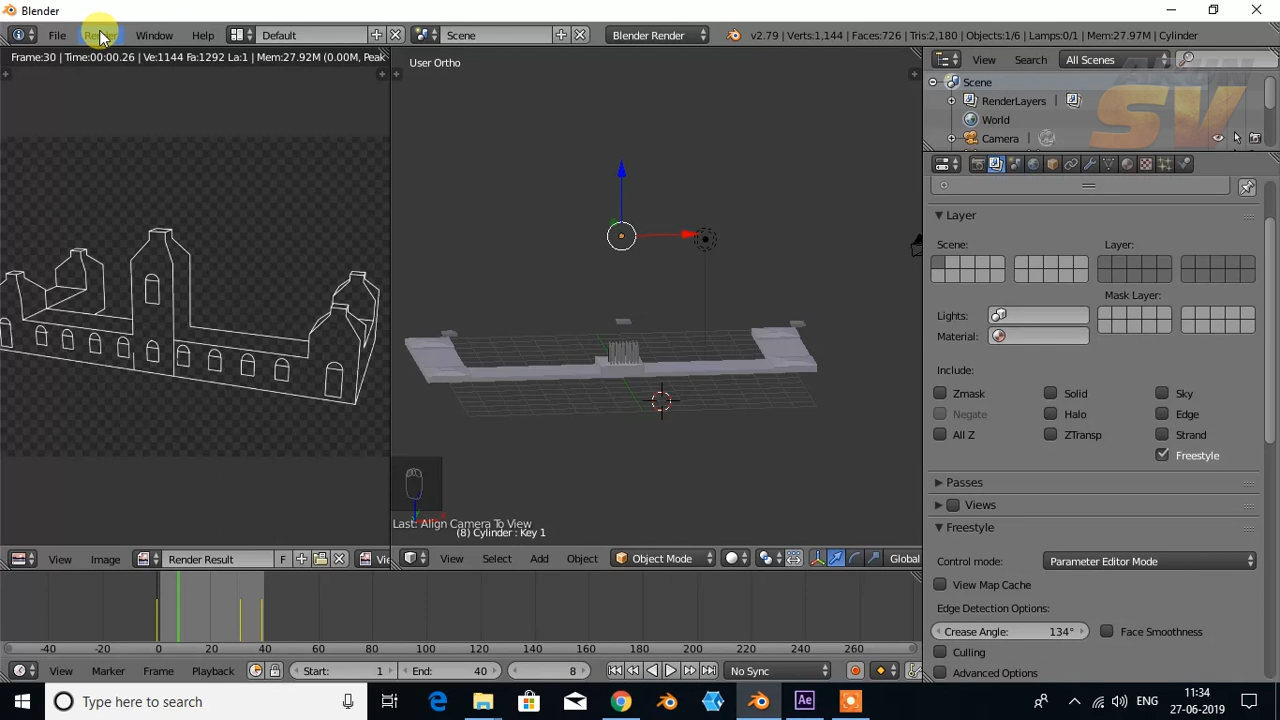 Blender
File Render Window Help Default Scene Blender Render v2.79 | Verts:1,144 | Faces:726 | Tris:2,180 | Objects:1/6 | Lamps:0/1 | Mem:27.97M | Cylinder
Frame:30 | Time:00:00.26 | Ve:1144 Fa:1292 La:1 | Mem:27.92M (0.00M, Peak
User Ortho
View Search All Scenes
Scene
RenderLayers
World
Camera
SV
Layer
Scene: Layer:
Lights: Mask Layer:
Material:
Include:
Zmask Solid Sky
Negate Halo Edge
All Z ZTransp Strand
Freestyle
Passes
Views
Freestyle
Control mode: Parameter Editor Mode
View Map Cache
Edge Detection Options:
Crease Angle: 134° Face Smoothness
Culling
Advanced Options
Last: Align Camera To View
(8) Cylinder : Key 1
View Image Render Result F Vie
View Select Add Object Object Mode Global
-40 -20 0 20 40 60 80 100 120 140 160 180 200 220 240 260 280
View Marker Frame Playback Start: 1 End: 40 8 No Sync
Type here to search
Ae
ENG
11:34
27-06-2019